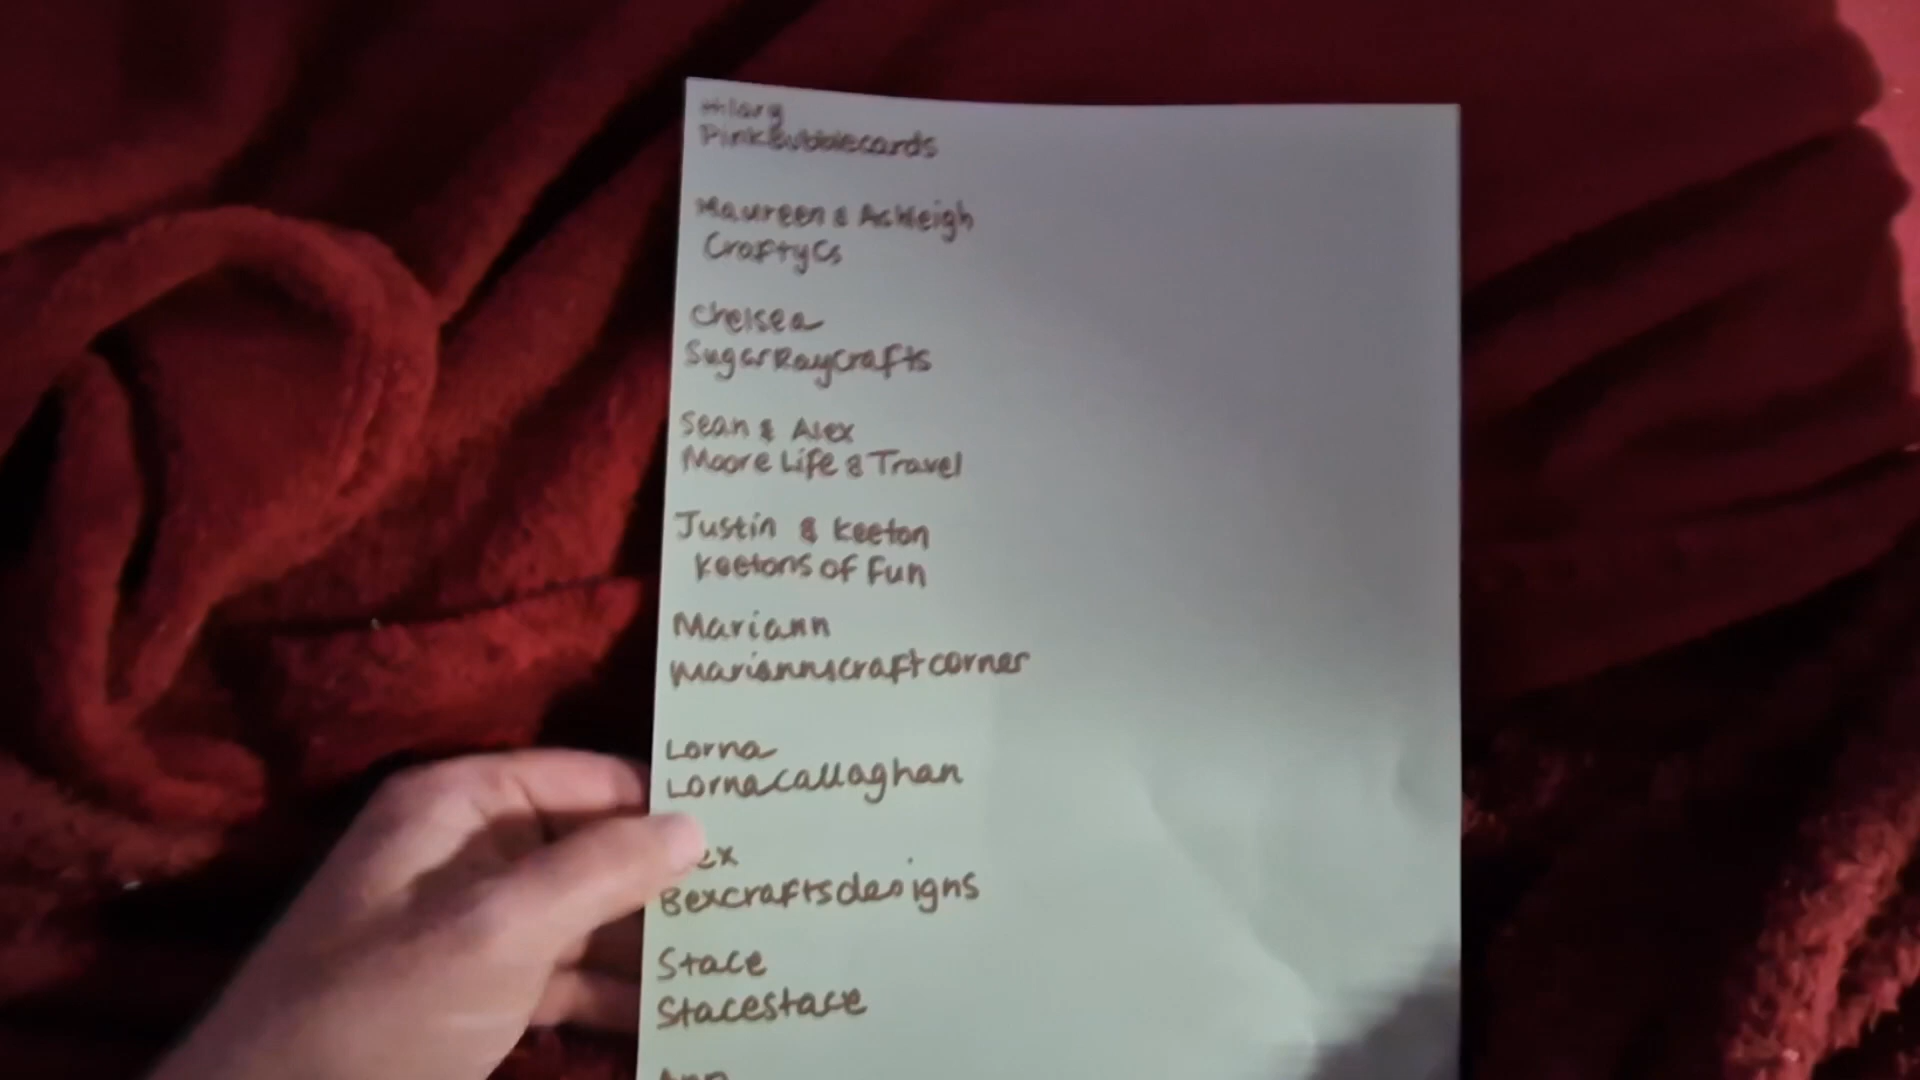 Hilary
PinkBubblecards
Maureen & Ashleigh
CraftyCs
Chelsea
SugarRaycrafts
Sean & Alex
Moore Life & Travel
Justin & Keeton
Keetons of Fun
Mariann
Mariannscraftcorner
Lorna
Lornacallaghan
ex
Bexcraftsdesigns
Stace
Stacestace